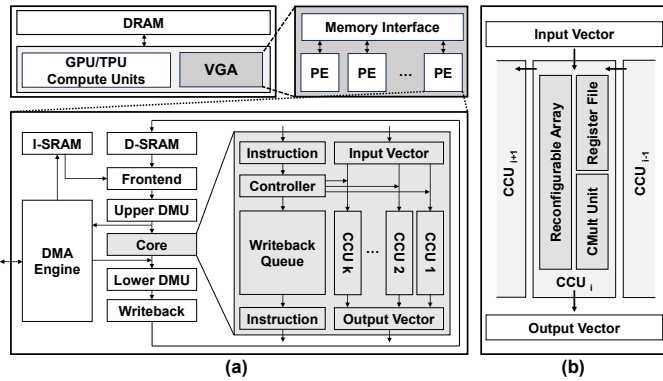 DRAM
GPU/TPU
Compute Units
VGA
Memory Interface
PE
PE
...
PE
I-SRAM
D-SRAM
Frontend
Upper DMU
Core
DMA
Engine
Lower DMU
Writeback
Instruction
Input Vector
Controller
Writeback
Queue
CCU k
...
CCU 2
CCU 1
Instruction
Output Vector
(a)
Input Vector
CCU i+1
Reconfigurable Array
Register File
CMult Unit
CCU i-1
CCU i
Output Vector
(b)